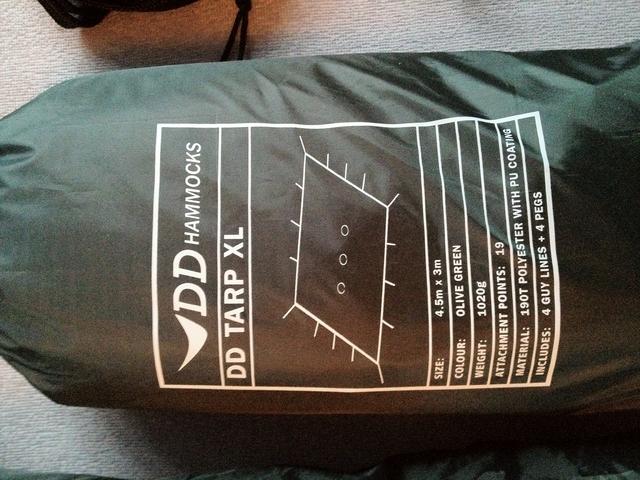 DD HAMMOCKS
DD TARP XL
SIZE: 4.5m x 3m
COLOUR: OLIVE GREEN
WEIGHT: 1020g
ATTACHMENT POINTS: 19
MATERIAL: 190T POLYESTER WITH PU COATING
INCLUDES: 4 GUY LINES + 4 PEGS